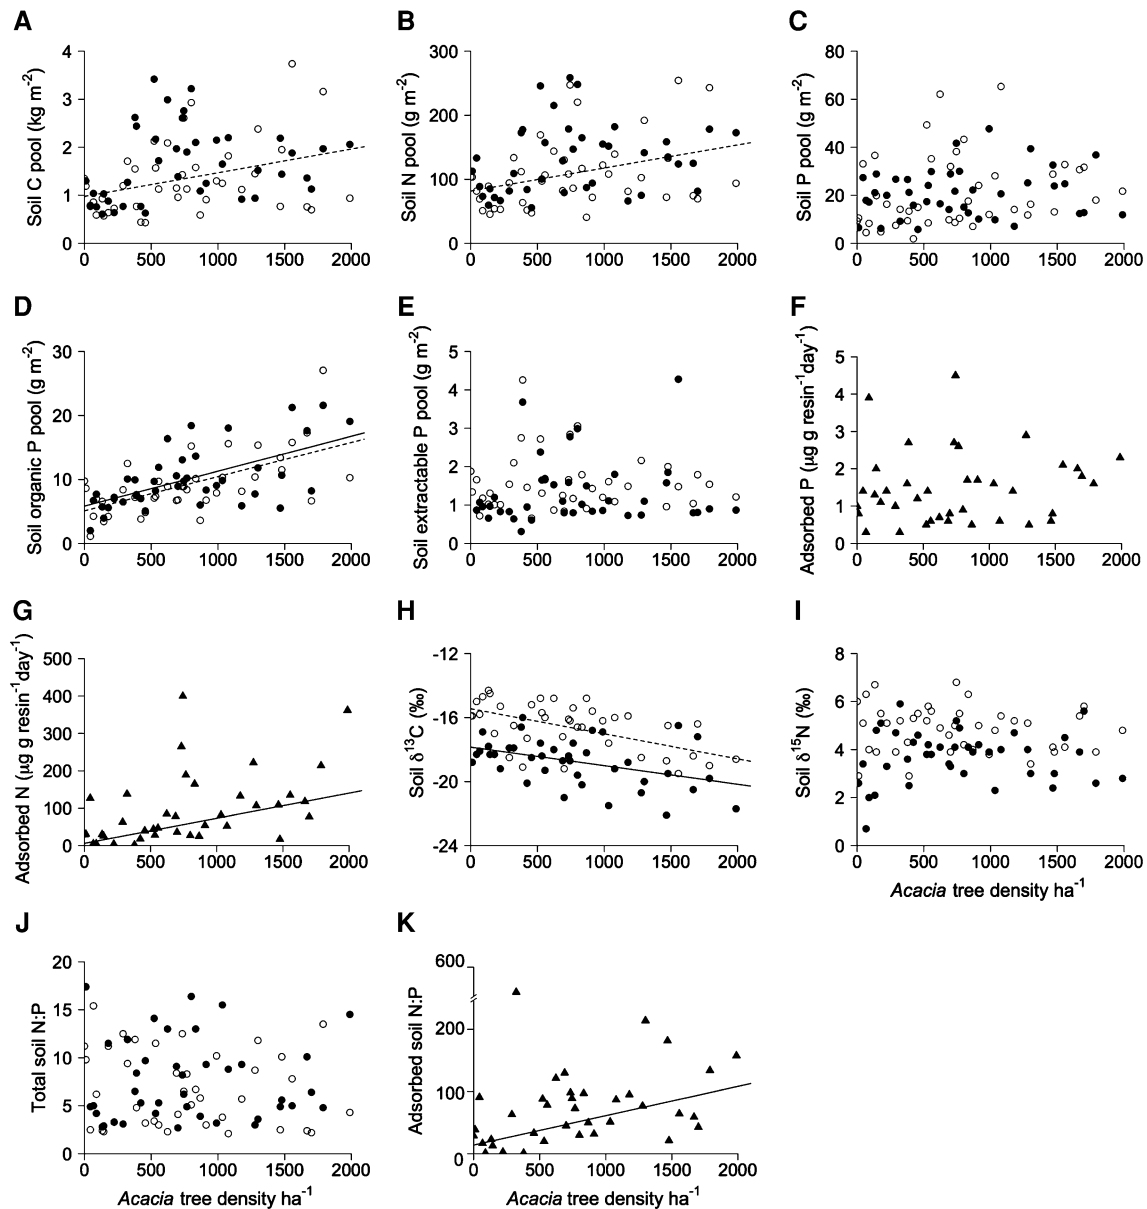 A
B
C
Soil C pool (kg m-2)
4
3
2
1
0
0 500 1000 1500 2000
Soil N pool (g m-2)
300
200
100
0
0 500 1000 1500 2000
Soil P pool (g m-2)
80
60
40
20
0
0 500 1000 1500 2000
D
E
F
Soil organic P pool (g m-2)
30
20
10
0
0 500 1000 1500 2000
Soil extractable P pool (g m-2)
5
4
3
2
1
0
0 500 1000 1500 2000
Adsorbed P (µg g resin-1day-1)
5
4
3
2
1
0
0 500 1000 1500 2000
G
H
I
Adsorbed N (µg g resin-1day-1)
500
400
300
200
100
0
0 500 1000 1500 2000
Soil δ13C (‰)
-12
-16
-20
-24
0 500 1000 1500 2000
Soil δ15N (‰)
8
6
4
2
0
0 500 1000 1500 2000
Acacia tree density ha-1
J
K
Total soil N:P
20
15
10
5
0
0 500 1000 1500 2000
Acacia tree density ha-1
Adsorbed soil N:P
600
200
100
0
0 500 1000 1500 2000
Acacia tree density ha-1